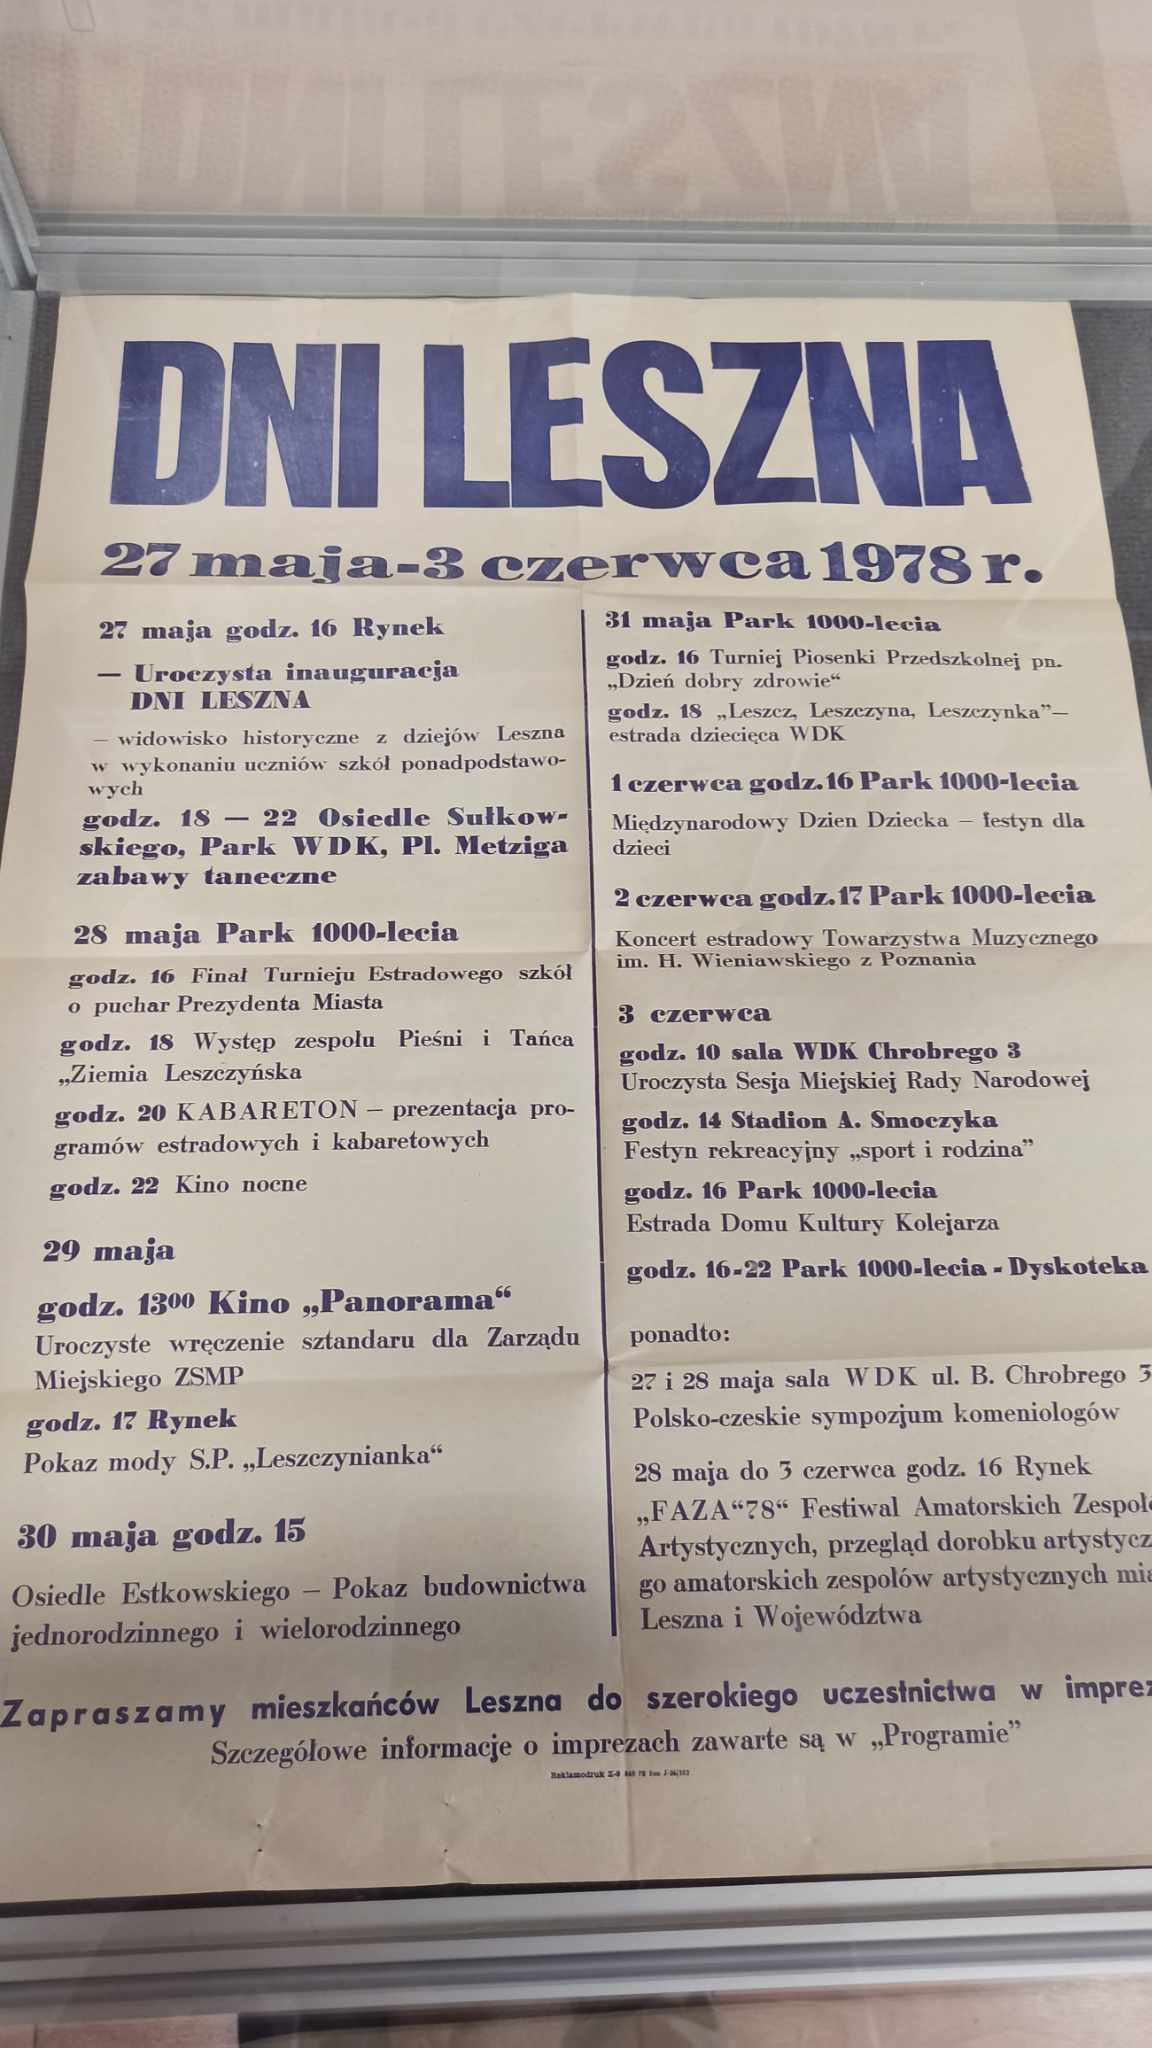 DNI LESZNA
27 maja-3 czerwca 1978 r.
27 maja godz. 16 Rynek
— Uroczysta inauguracja
DNI LESZNA
— widowisko historyczne z dziejów Leszna
w wykonaniu uczniów szkół ponadpodstawo-
wych
godz. 18 — 22 Osiedle Sułkow-
skiego, Park WDK, Pl. Metziga
zabawy taneczne
28 maja Park 1000-lecia
godz. 16 Finał Turnieju Estradowego szkół
o puchar Prezydenta Miasta
godz. 18 Występ zespołu Pieśni i Tańca
„Ziemia Leszczyńska
godz. 20 KABARETON — prezentacja pro-
gramów estradowych i kabaretowych
godz. 22 Kino nocne
29 maja
godz. 13⁰⁰ Kino „Panorama“
Uroczyste wręczenie sztandaru dla Zarządu
Miejskiego ZSMP
godz. 17 Rynek
Pokaz mody S.P. „Leszczynianka“
30 maja godz. 15
Osiedle Estkowskiego — Pokaz budownictwa
jednorodzinnego i wielorodzinnego
31 maja Park 1000-lecia
godz. 16 Turniej Piosenki Przedszkolnej pn.
„Dzień dobry zdrowie“
godz. 18 „Leszcz, Leszczyna, Leszczynka”—
estrada dziecięca WDK
1 czerwca godz.16 Park 1000-lecia
Międzynarodowy Dzien Dziecka — festyn dla
dzieci
2 czerwca godz.17 Park 1000-lecia
Koncert estradowy Towarzystwa Muzycznego
im. H. Wieniawskiego z Poznania
3 czerwca
godz. 10 sala WDK Chrobrego 3
Uroczysta Sesja Miejskiej Rady Narodowej
godz. 14 Stadion A. Smoczyka
Festyn rekreacyjny „sport i rodzina”
godz. 16 Park 1000-lecia
Estrada Domu Kultury Kolejarza
godz. 16-22 Park 1000-lecia - Dyskoteka
ponadto:
27 i 28 maja sala WDK ul. B. Chrobrego 3
Polsko-czeskie sympozjum komeniologów
28 maja do 3 czerwca godz. 16 Rynek
„FAZA“78“ Festiwal Amatorskich Zespoł
Artystycznych, przegląd dorobku artystycz
go amatorskich zespołów artystycznych mia
Leszna i Województwa
Zapraszamy mieszkańców Leszna do szerokiego uczestnictwa w imprez
Szczegółowe informacje o imprezach zawarte są w „Programie”
Reklamodruk